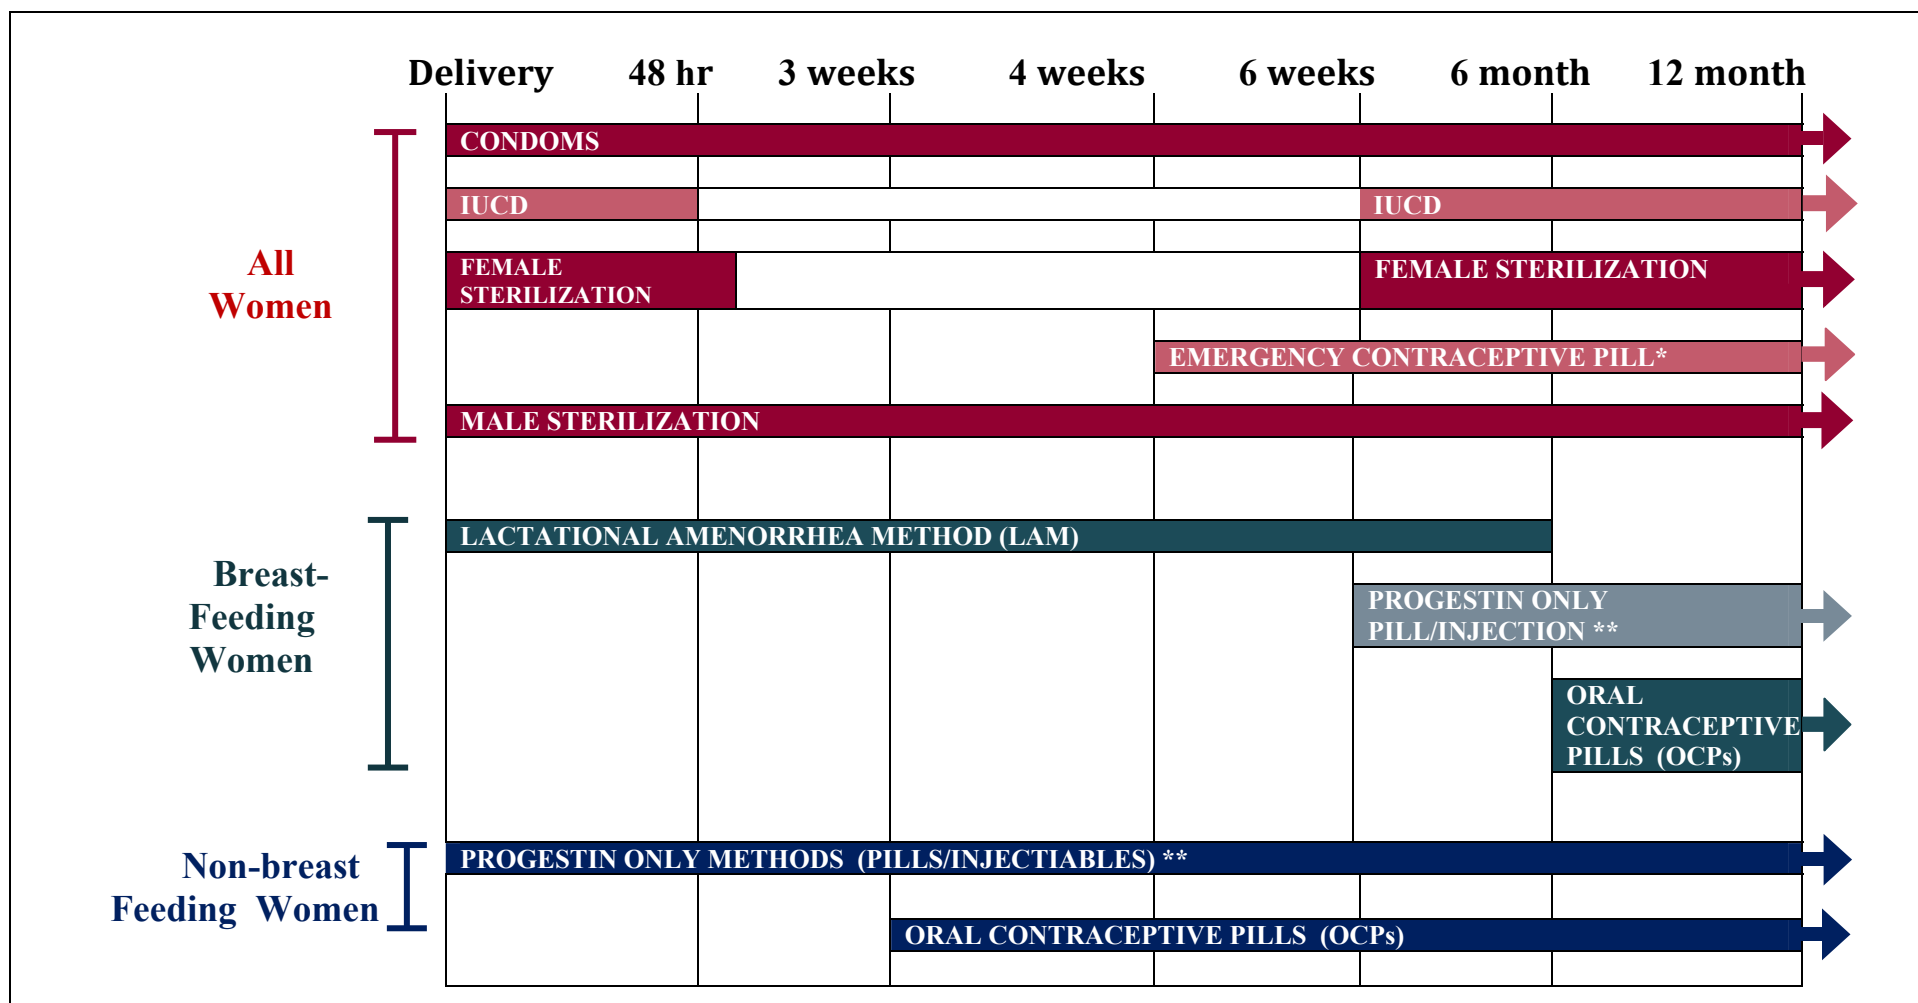 Delivery 48 hr 3 weeks 4 weeks 6 weeks 6 month 12 month
CONDOMS
IUCD IUCD
FEMALE
STERILIZATION
FEMALE STERILIZATION
All
Women
EMERGENCY CONTRACEPTIVE PILL*
MALE STERILIZATION
LACTATIONAL AMENORRHEA METHOD (LAM)
Breast-
Feeding
Women
PROGESTIN ONLY
PILL/INJECTION **
ORAL
CONTRACEPTIVE
PILLS (OCPs)
Non-breast
Feeding Women
PROGESTIN ONLY METHODS (PILLS/INJECTIABLES) **
ORAL CONTRACEPTIVE PILLS (OCPs)